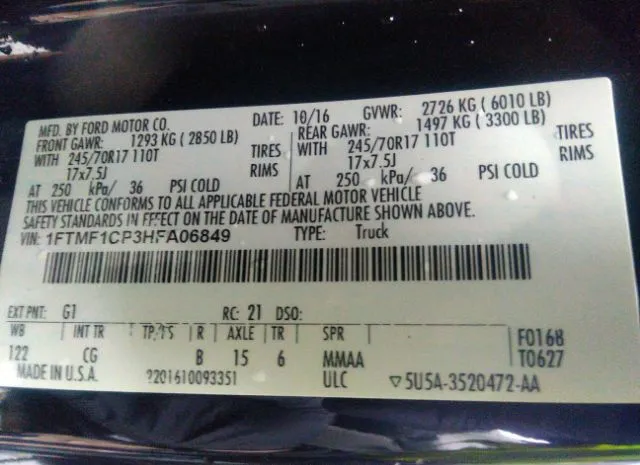 MFD. BY FORD MOTOR CO.
DATE: 10/16 GVWR: 2726 KG ( 6010 LB)
FRONT GAWR: 1293 KG ( 2850 LB)
WITH 245/70R17 110T TIRES
17x7.5J RIMS
AT 250 kPa/ 36 PSI COLD
REAR GAWR: 1497 KG ( 3300 LB)
WITH 245/70R17 110T TIRES
17x7.5J RIMS
AT 250 kPa/ 36 PSI COLD
THIS VEHICLE CONFORMS TO ALL APPLICABLE FEDERAL MOTOR VEHICLE
SAFETY STANDARDS IN EFFECT ON THE DATE OF MANUFACTURE SHOWN ABOVE.
VIN: 1FTMF1CP3HFA06849 TYPE: Truck
EXT PNT: G1 RC: 21 DSO:
WB INT TR TP/PS R AXLE TR SPR
122 CG B 15 6 MMAA
F0168
T0627
MADE IN U.S.A. ULC ▽5U5A-3520472-AA